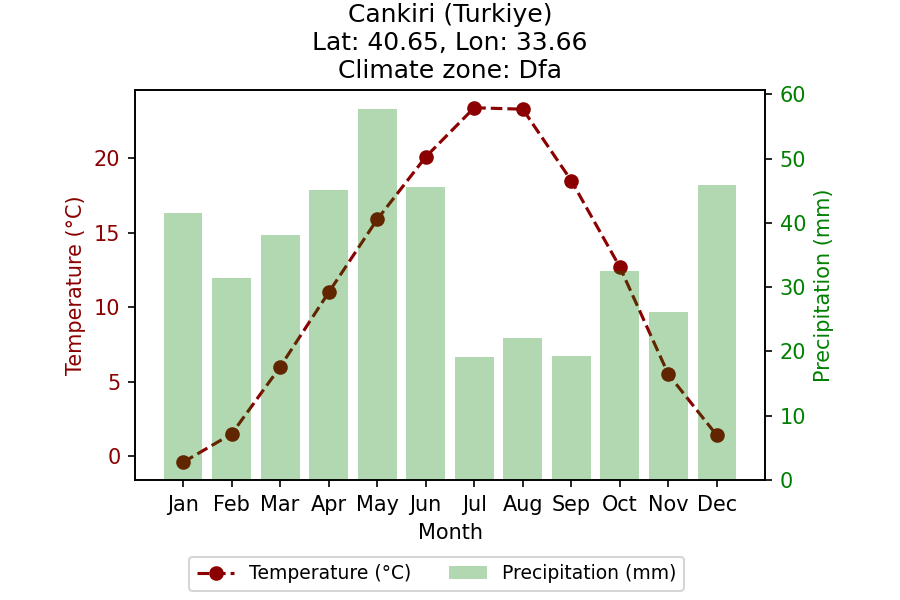 Cankiri (Turkiye)
Lat: 40.65, Lon: 33.66
Climate zone: Dfa
Temperature (°C)
20
15
10
5
0
60
50
40
30
20
10
0
Precipitation (mm)
Jan Feb Mar Apr May Jun Jul Aug Sep Oct Nov Dec
Month
Temperature (°C) Precipitation (mm)